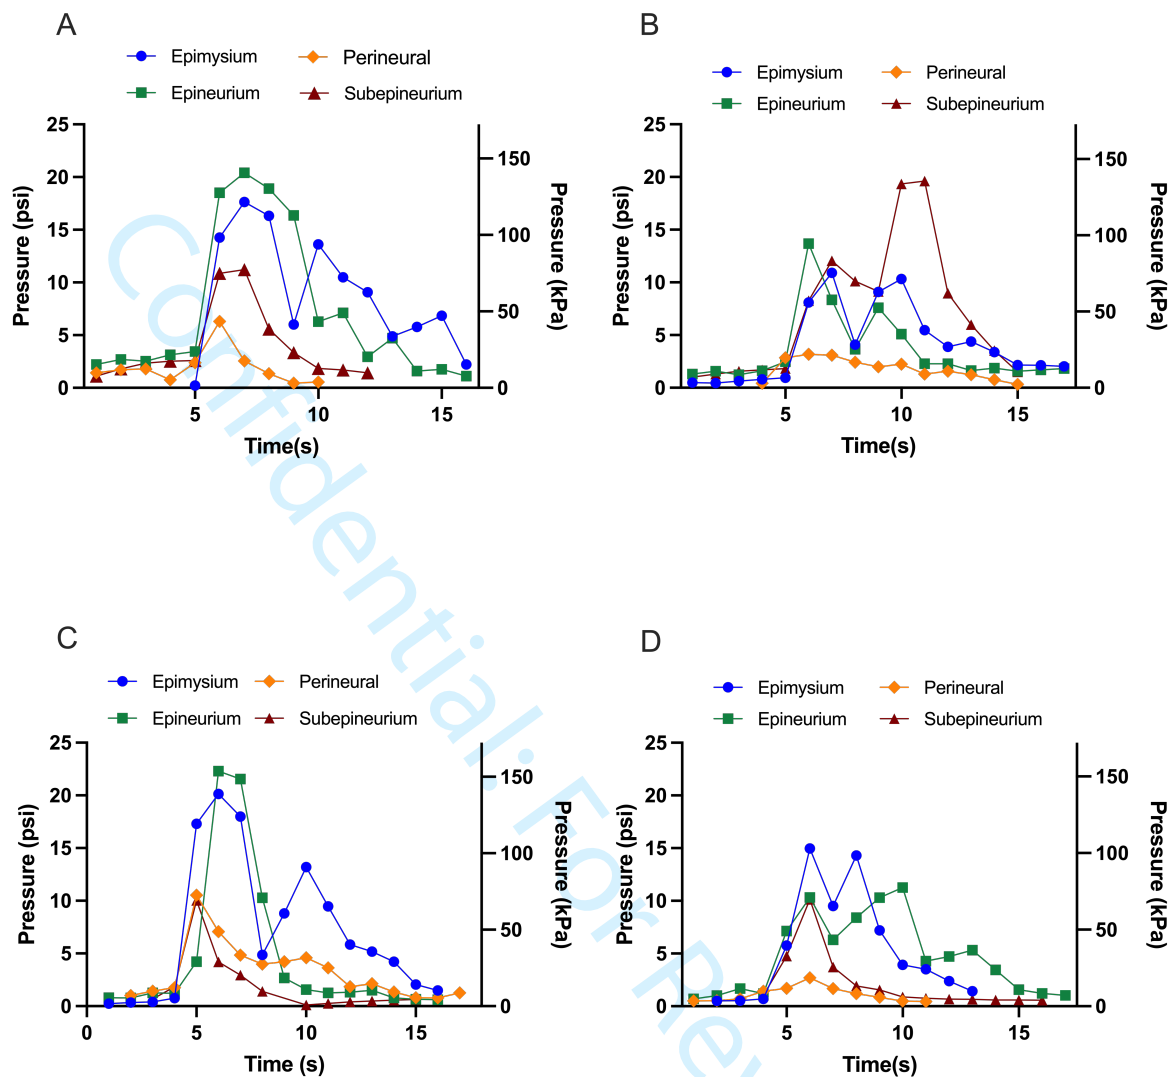 A
Epimysium
Perineural
Epineurium
Subepineurium
25
20
15
10
5
0
Pressure (psi)
150
100
50
0
Pressure (kPa)
5
10
15
Time(s)
B
Epimysium
Perineural
Epineurium
Subepineurium
25
20
15
10
5
0
Pressure (psi)
150
100
50
0
Pressure (kPa)
5
10
15
Time(s)
C
Epimysium
Perineural
Epineurium
Subepineurium
25
20
15
10
5
0
Pressure (psi)
150
100
50
0
Pressure (kPa)
0
5
10
15
Time (s)
D
Epimysium
Perineural
Epineurium
Subepineurium
25
20
15
10
5
0
Pressure (psi)
150
100
50
0
Pressure (kPa)
5
10
15
Time(s)
Confidential: For Rev